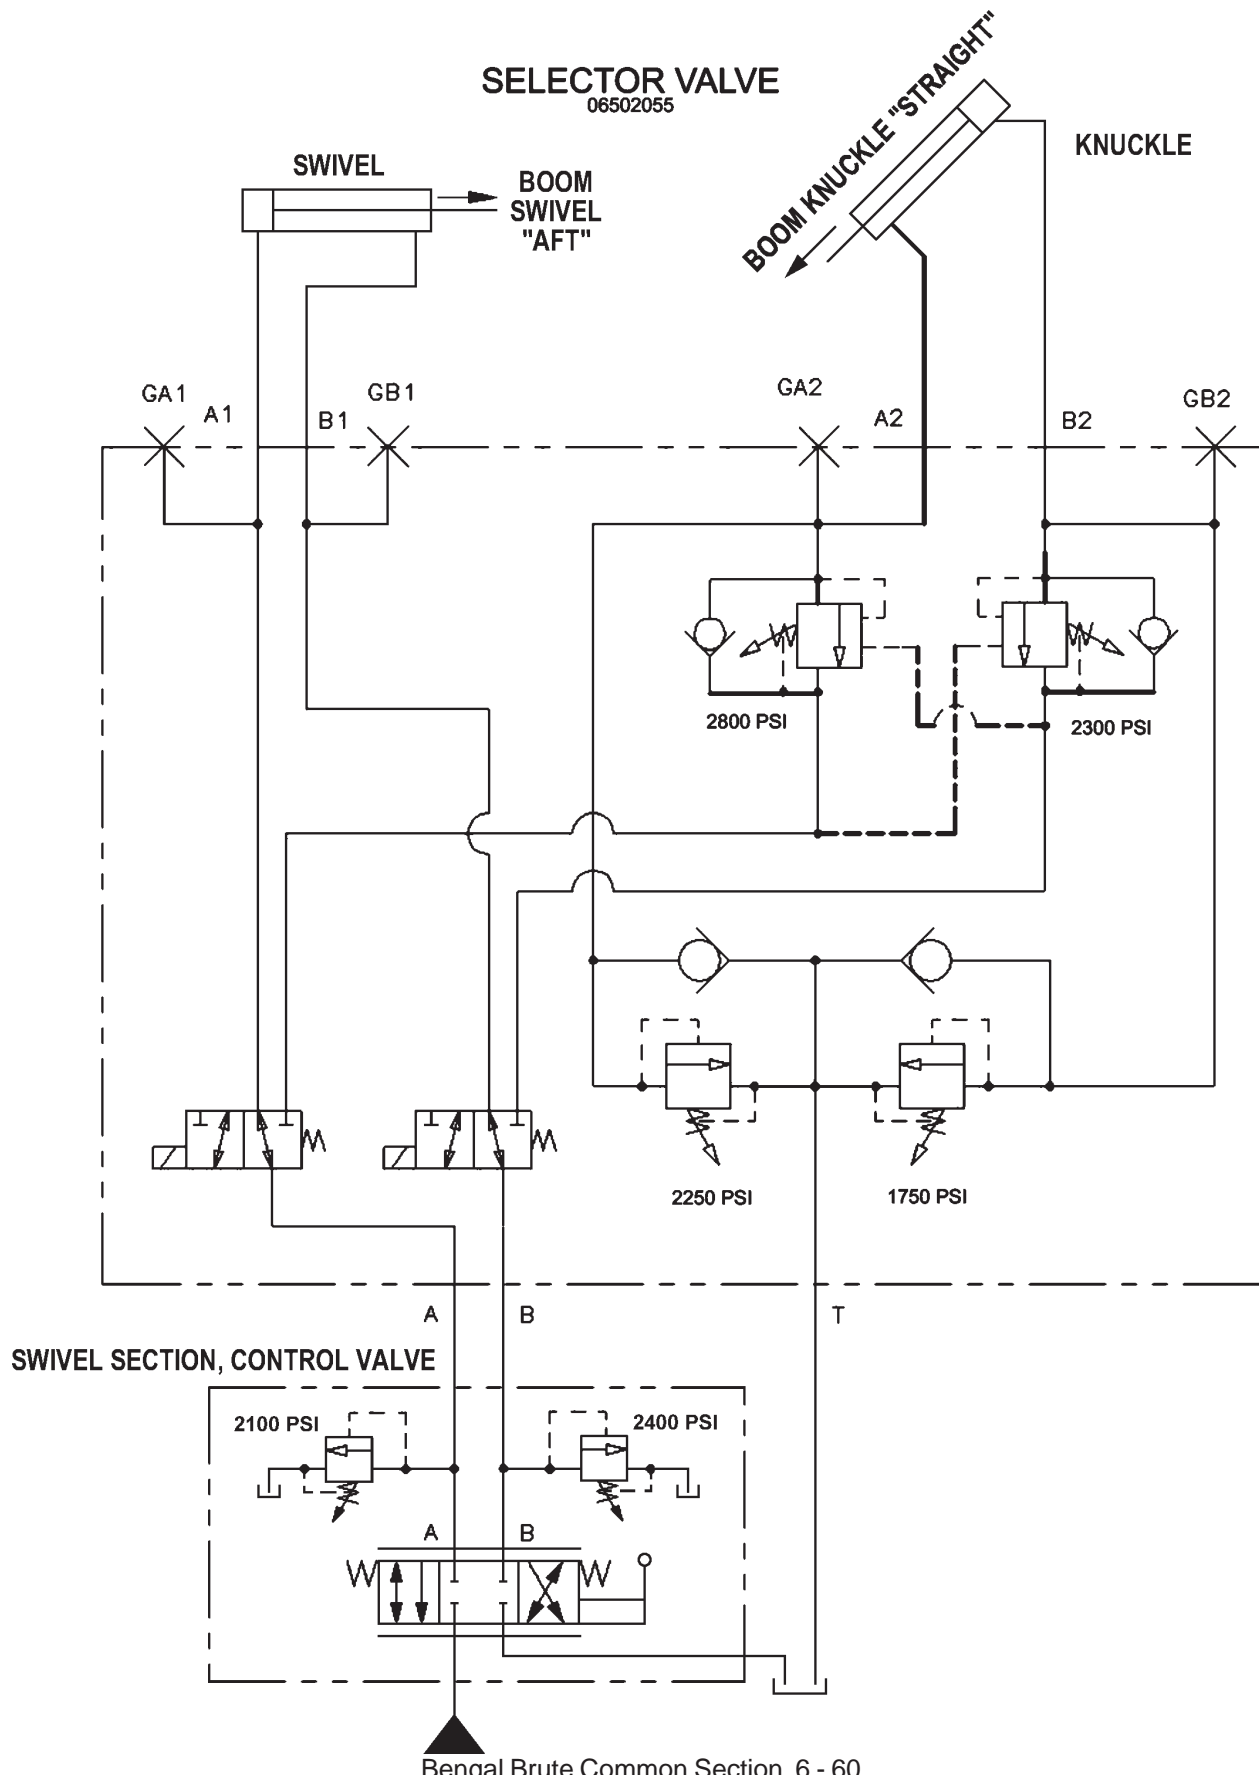 SELECTOR VALVE
06502055
BOOM KNUCKLE "STRAIGHT"
KNUCKLE
SWIVEL
BOOM
SWIVEL
"AFT"
GA1
A1
B1
GB1
GA2
A2
B2
GB2
2800 PSI
2300 PSI
2250 PSI
1750 PSI
A
B
T
SWIVEL SECTION, CONTROL VALVE
2100 PSI
2400 PSI
A
B
Bengal Brute Common Section 6 - 60